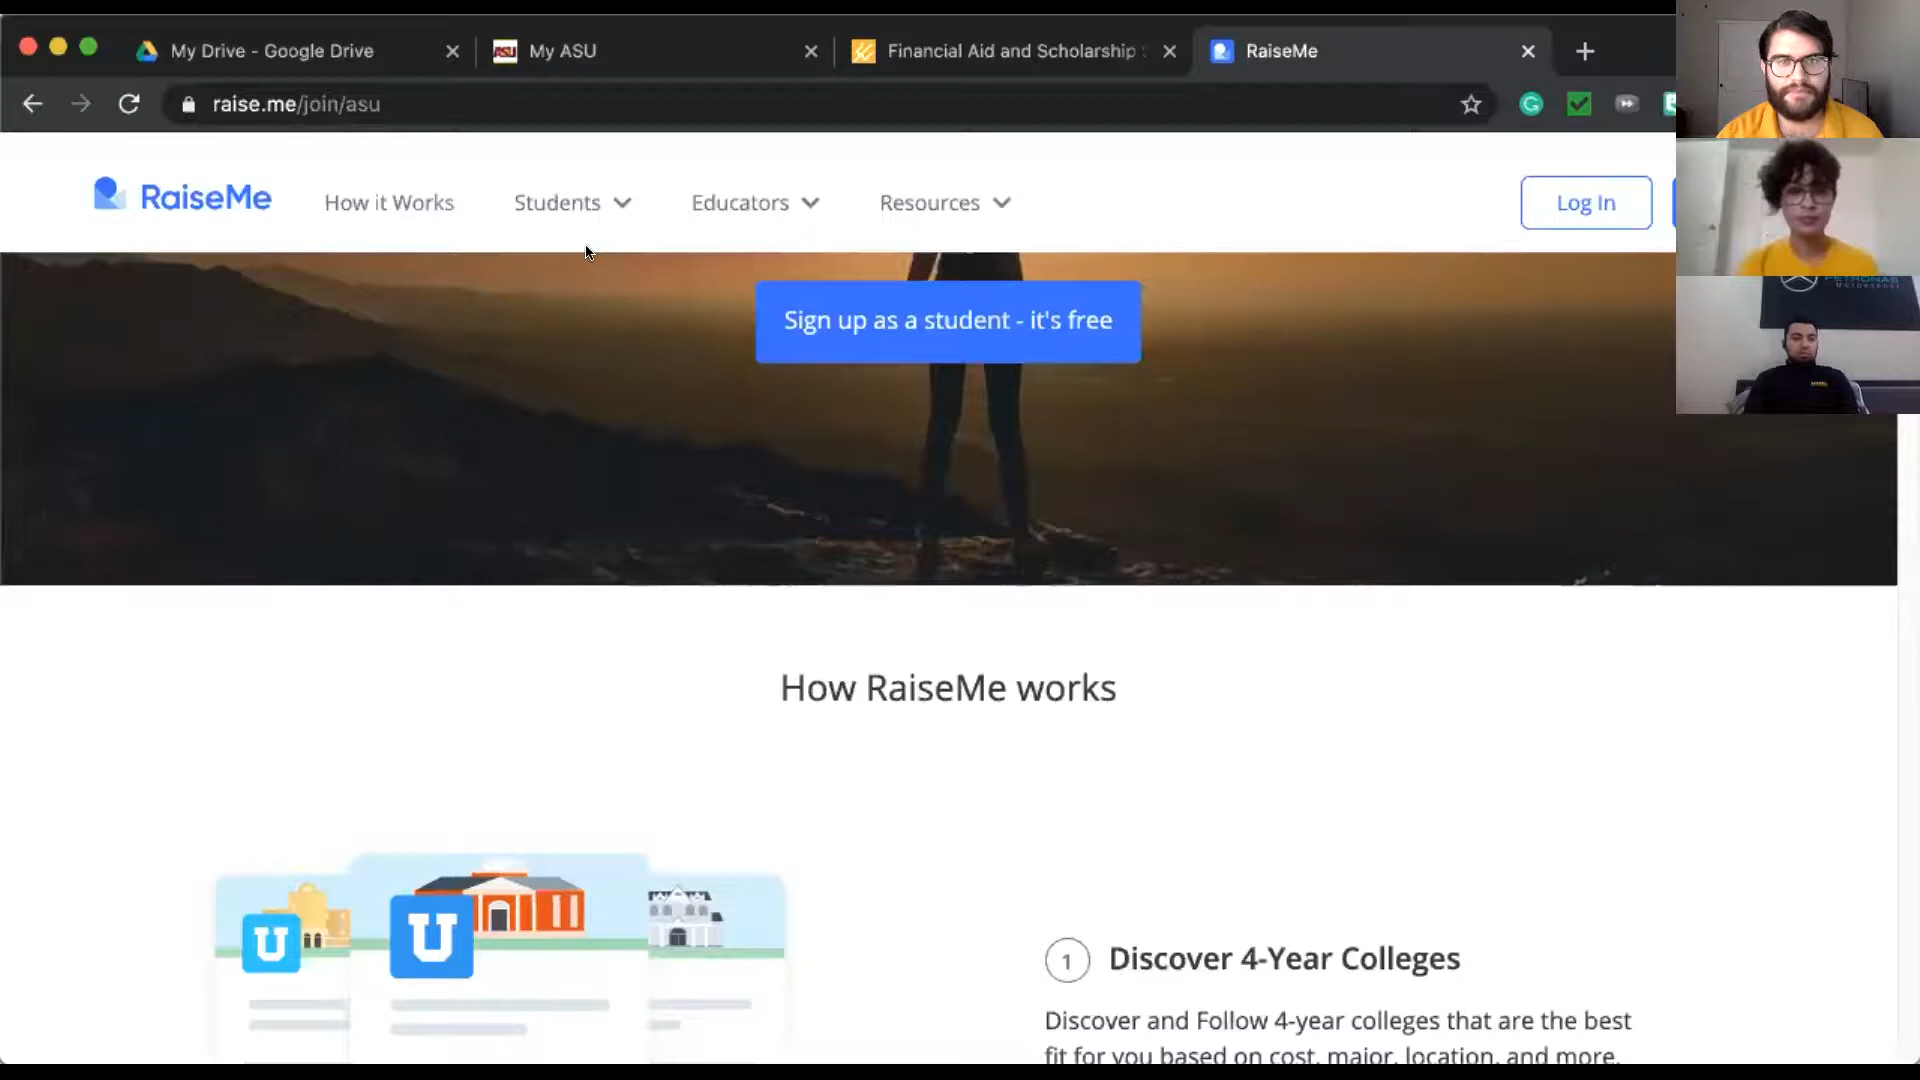 My Drive - Google Drive
My ASU
Financial Aid and Scholarship
RaiseMe
raise.me/join/asu
RaiseMe
How it Works
Students
Educators
Resources
Log In
PETRONAS
MOTORSPORT
Sign up as a student - it's free
How RaiseMe works
U
U
1
Discover 4-Year Colleges
Discover and Follow 4-year colleges that are the best
fit for you based on cost, major, location, and more.